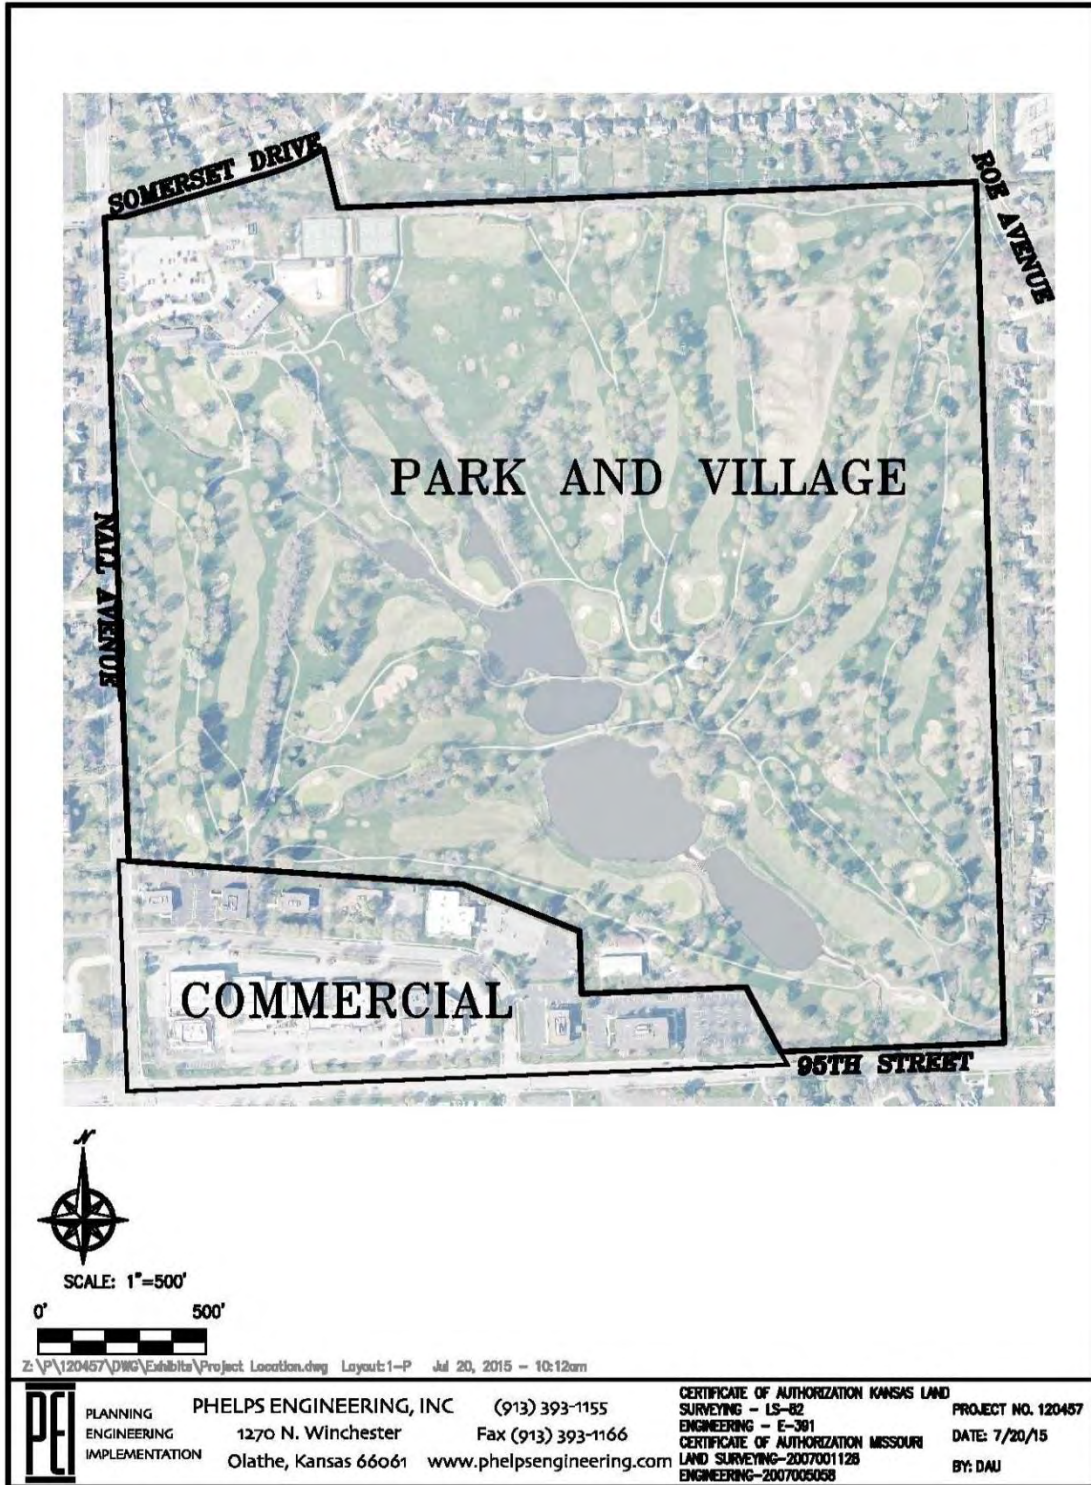 SOMERSET DRIVE
ROE AVENUE
PARK AND VILLAGE
NALL AVENUE
COMMERCIAL
95TH STREET
N
SCALE: 1"=500'
0' 500'
Z:\P\120457\DWG\Exhibits\Project Location.dwg Layout:1-P Jul 20, 2015 - 10:12am
PEI
PLANNING
ENGINEERING
IMPLEMENTATION
PHELPS ENGINEERING, INC
1270 N. Winchester
Olathe, Kansas 66061
(913) 393-1155
Fax (913) 393-1166
www.phelpsengineering.com
CERTIFICATE OF AUTHORIZATION KANSAS LAND
SURVEYING - LS-82
ENGINEERING - E-391
CERTIFICATE OF AUTHORIZATION MISSOURI
LAND SURVEYING-2007001128
ENGINEERING-2007005058
PROJECT NO. 120457
DATE: 7/20/15
BY: DAU